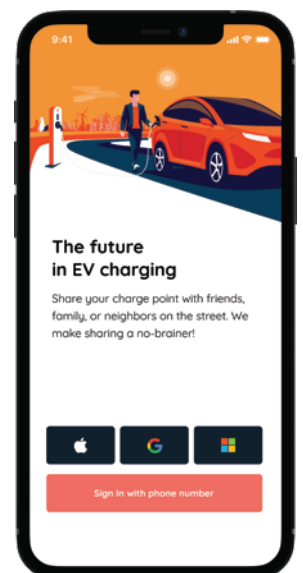 9:41
The future
in EV charging
Share your charge point with friends,
family, or neighbors on the street. We
make sharing a no-brainer!
Sign In with phone number